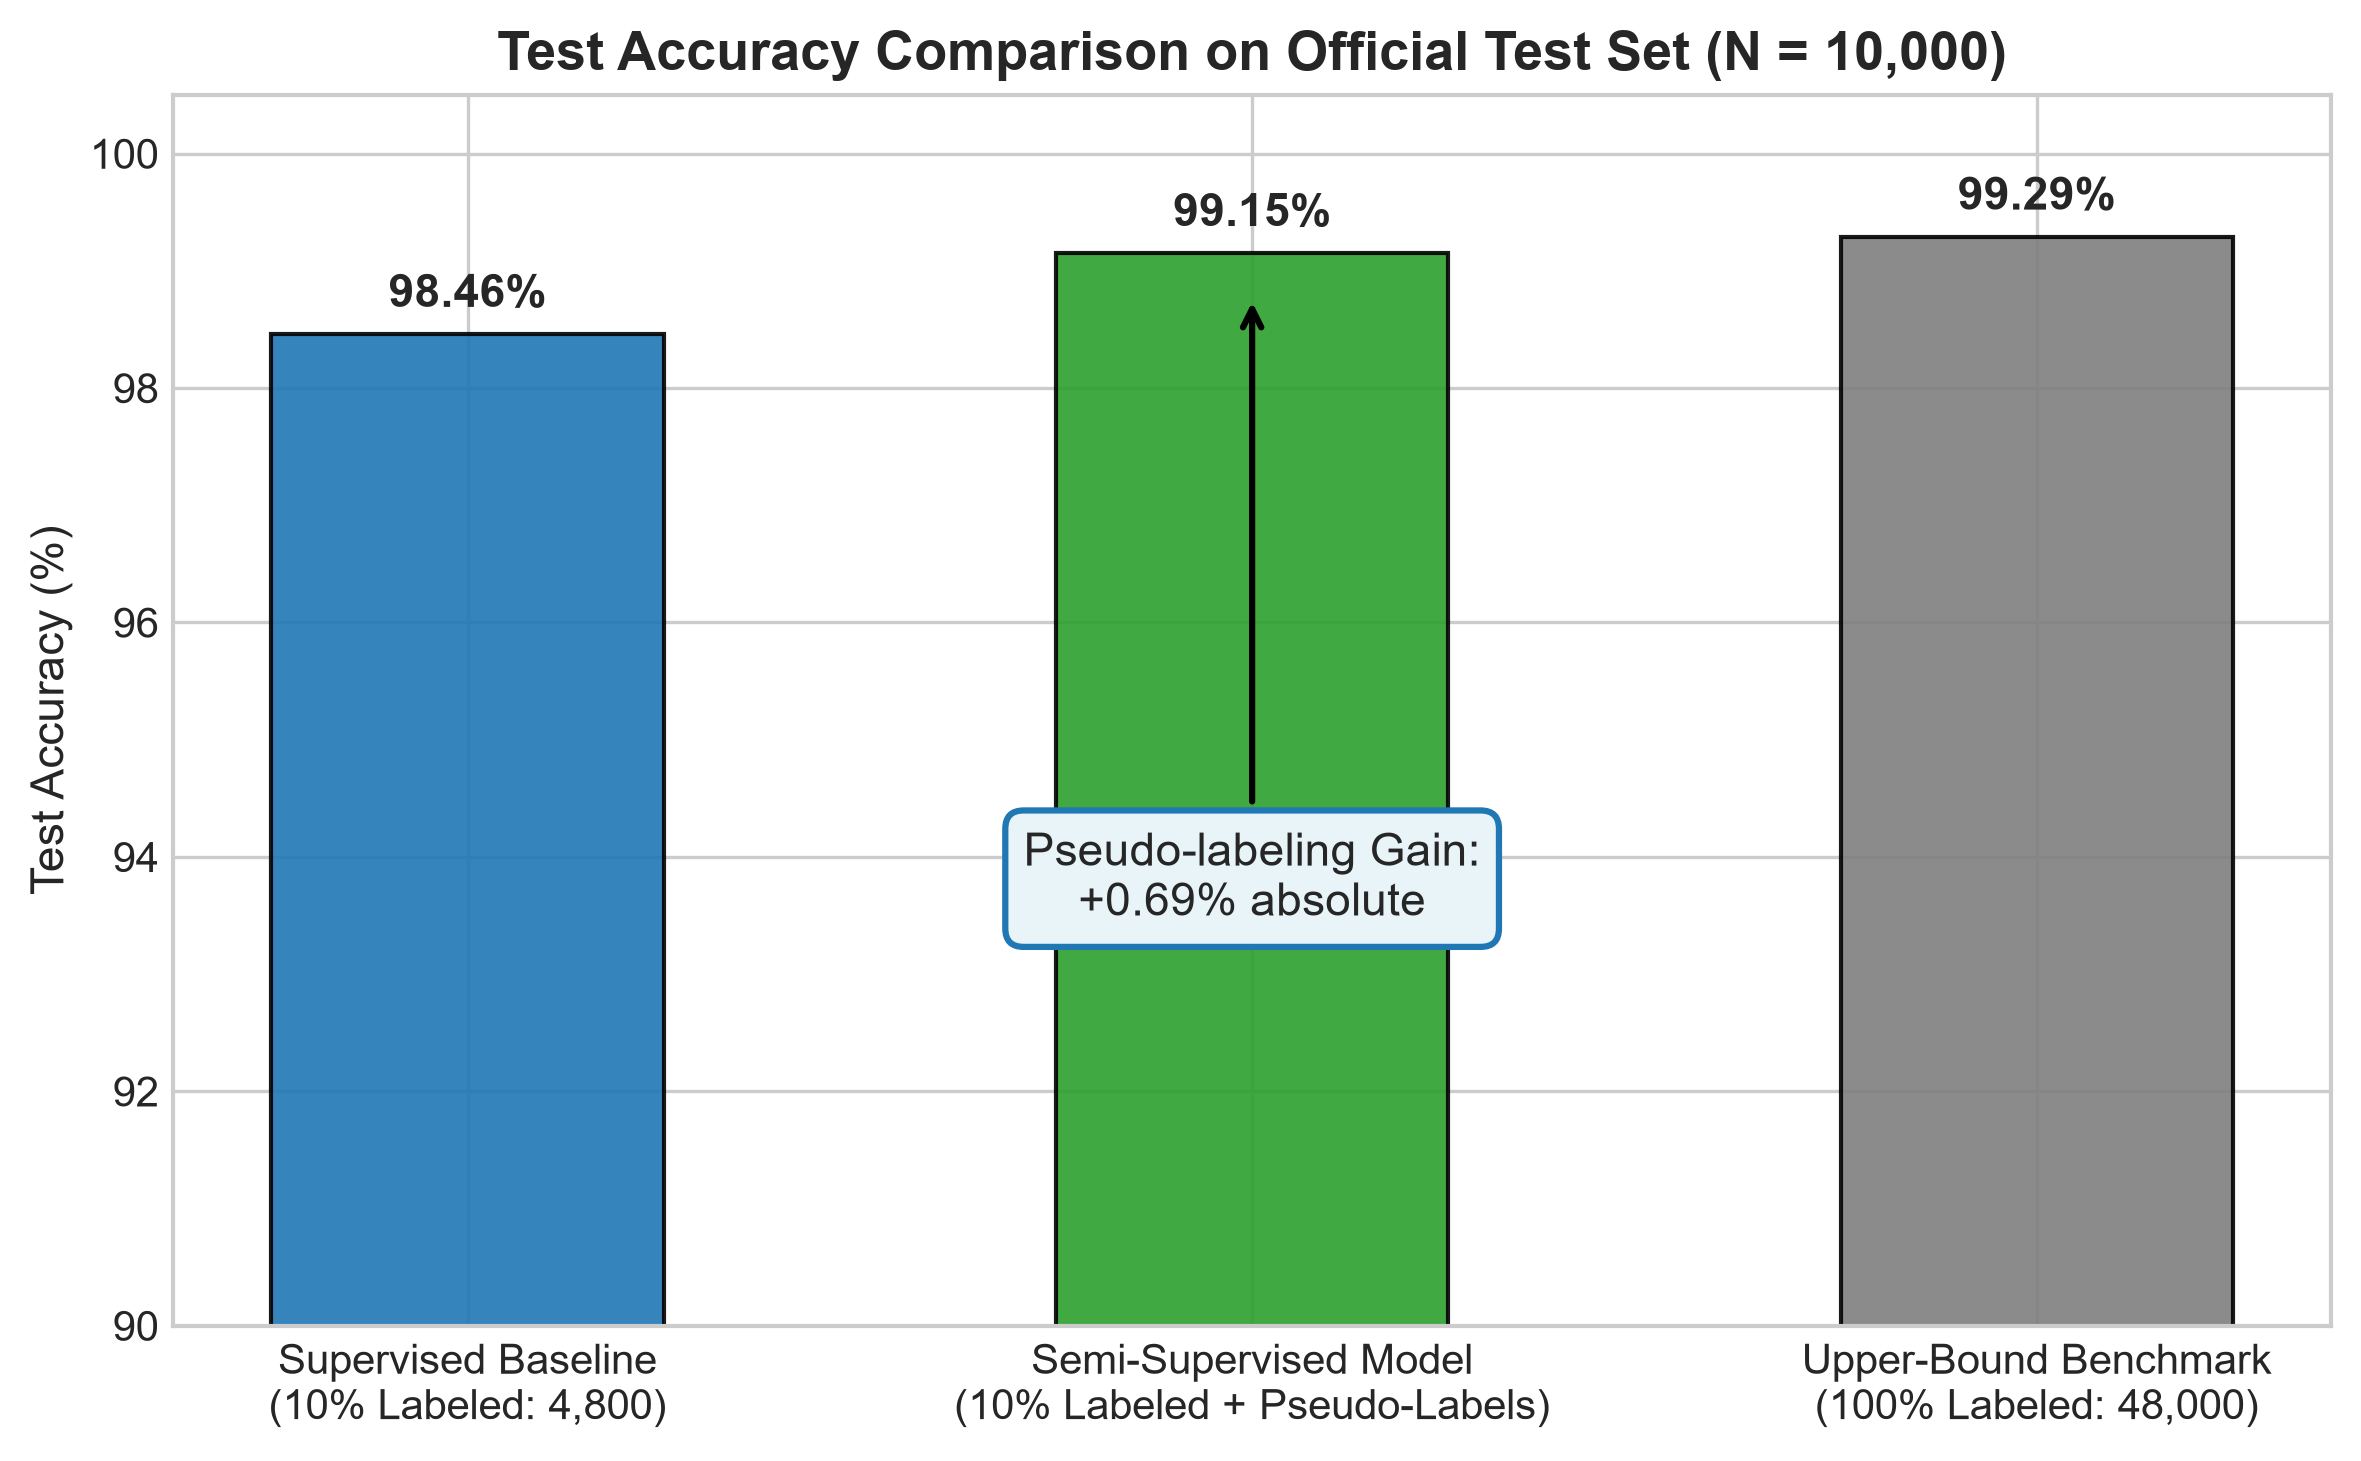 Test Accuracy Comparison on Official Test Set (N = 10,000)
Test Accuracy (%)
100
98
96
94
92
90
98.46%
99.15%
99.29%
Pseudo-labeling Gain:
+0.69% absolute
Supervised Baseline
(10% Labeled: 4,800)
Semi-Supervised Model
(10% Labeled + Pseudo-Labels)
Upper-Bound Benchmark
(100% Labeled: 48,000)